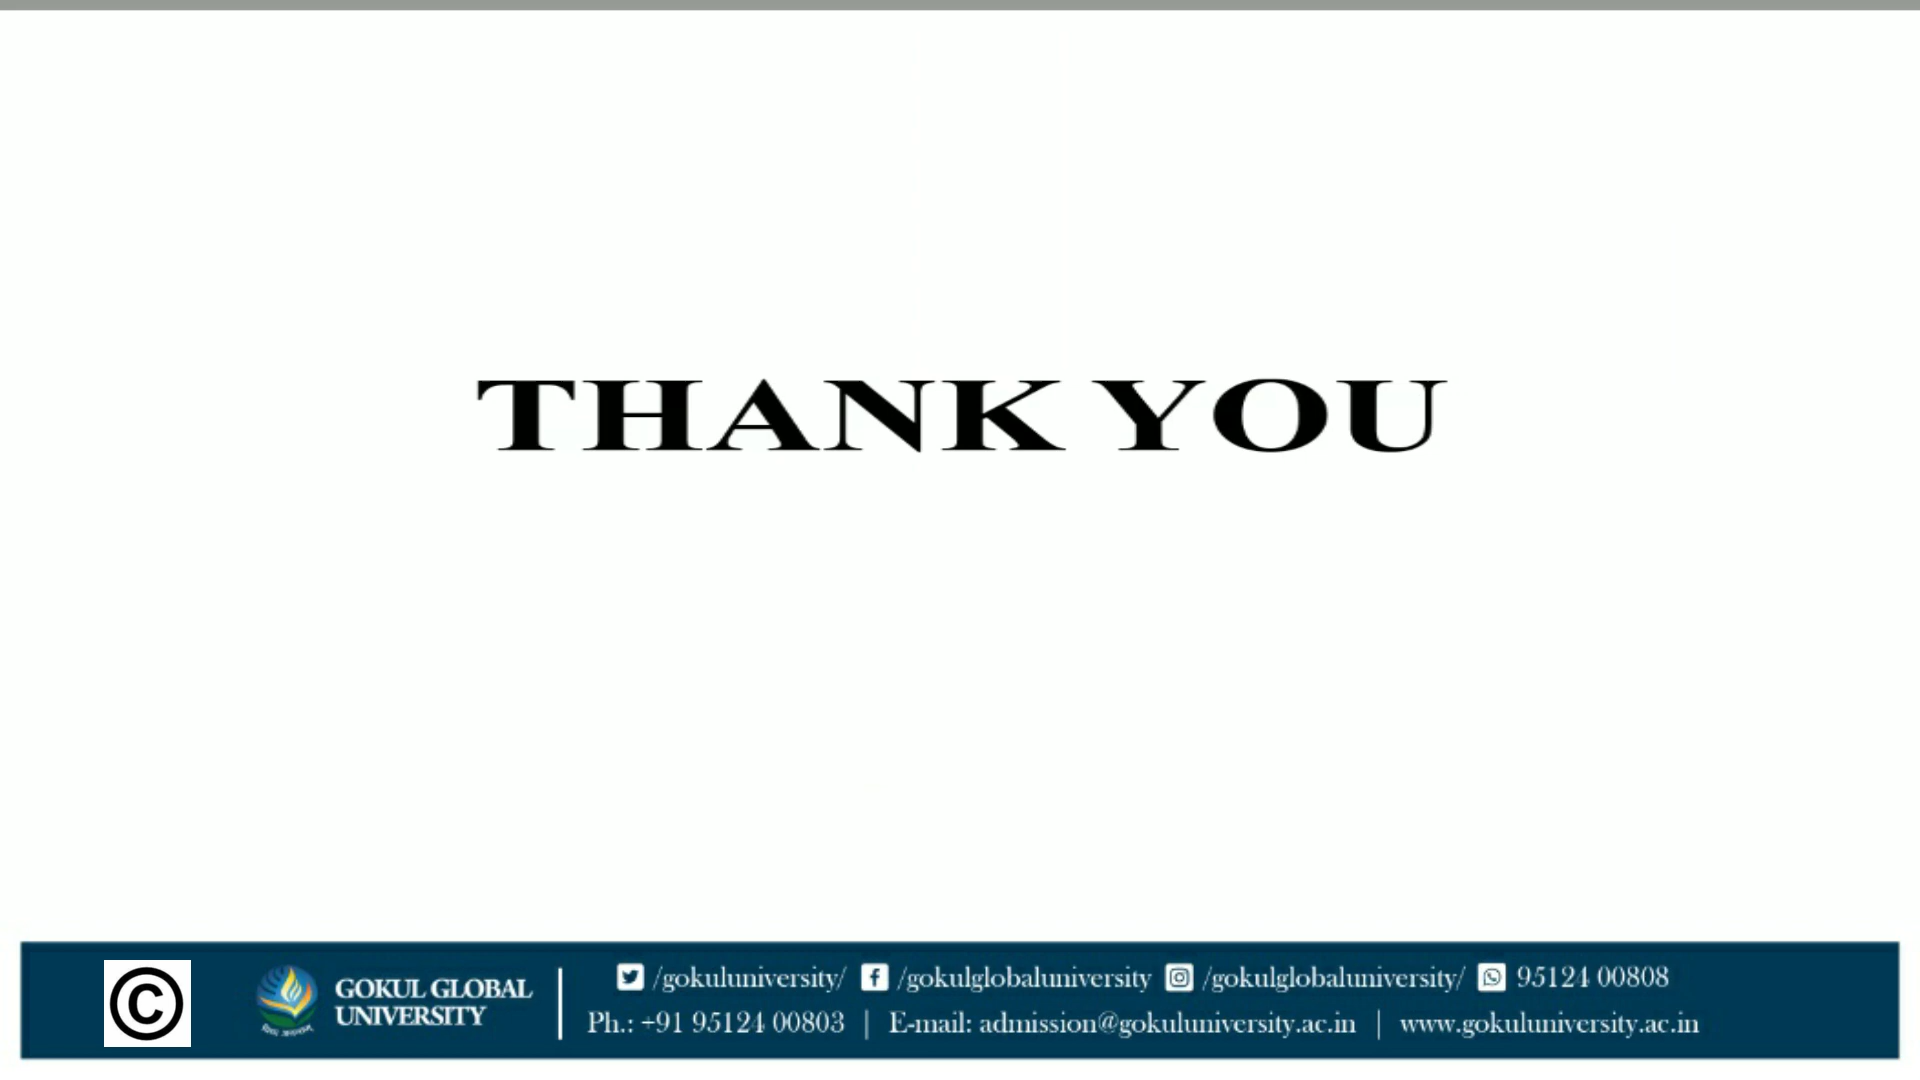 THANK YOU
©
GOKUL GLOBAL
UNIVERSITY
/gokuluniversity/ /gokulglobaluniversity /gokulglobaluniversity/ 95124 00808
Ph.: +91 95124 00803 | E-mail: admission@gokuluniversity.ac.in | www.gokuluniversity.ac.in